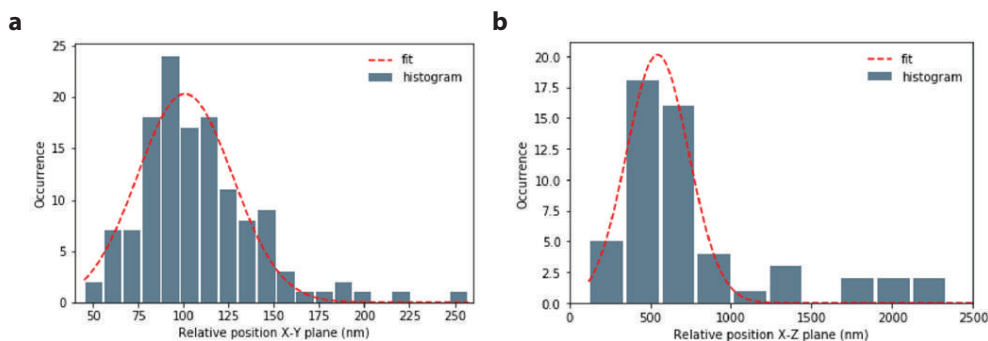 a
25
20
15
10
5
0
Occurrence
fit
histogram
50 75 100 125 150 175 200 225 250
Relative position X-Y plane (nm)
b
20.0
17.5
15.0
12.5
10.0
7.5
5.0
2.5
0.0
Occurrence
fit
histogram
0 500 1000 1500 2000 2500
Relative position X-Z plane (nm)